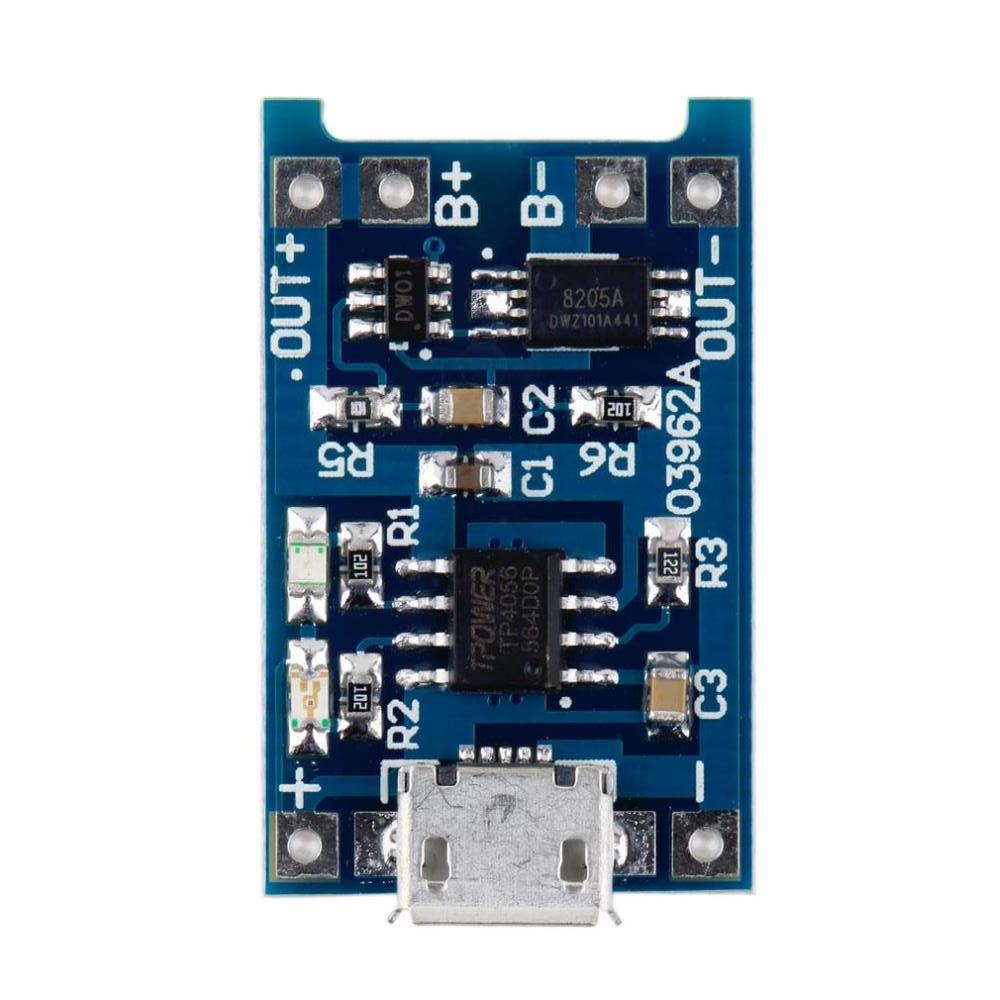 B+
B-
.OUT+
DW01
8205A
DWZ101A441
OUT-
R5
C2
C1
102
R6
03962A
R1
102
TPOWER
TP4056
564D0P
122
R3
102
R2
C3
+
-